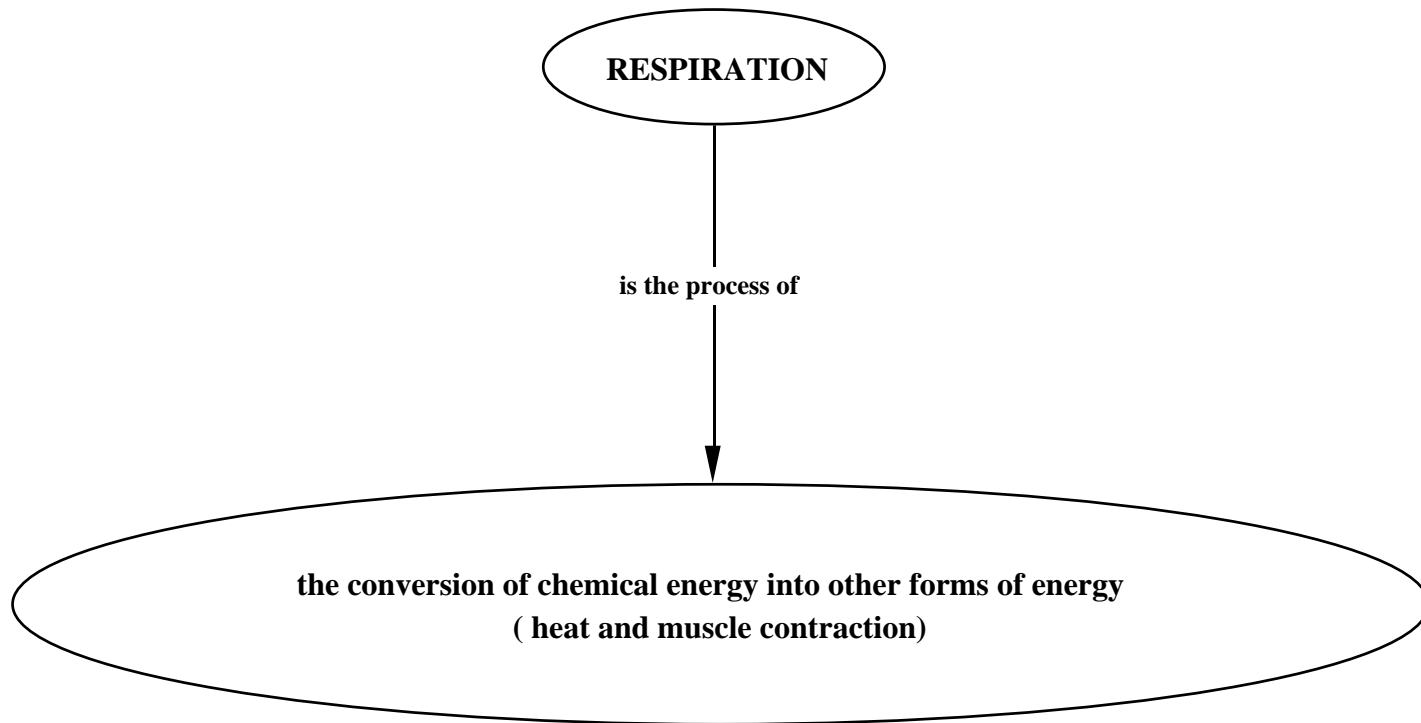 RESPIRATION
is the process of
the conversion of chemical energy into other forms of energy
( heat and muscle contraction)